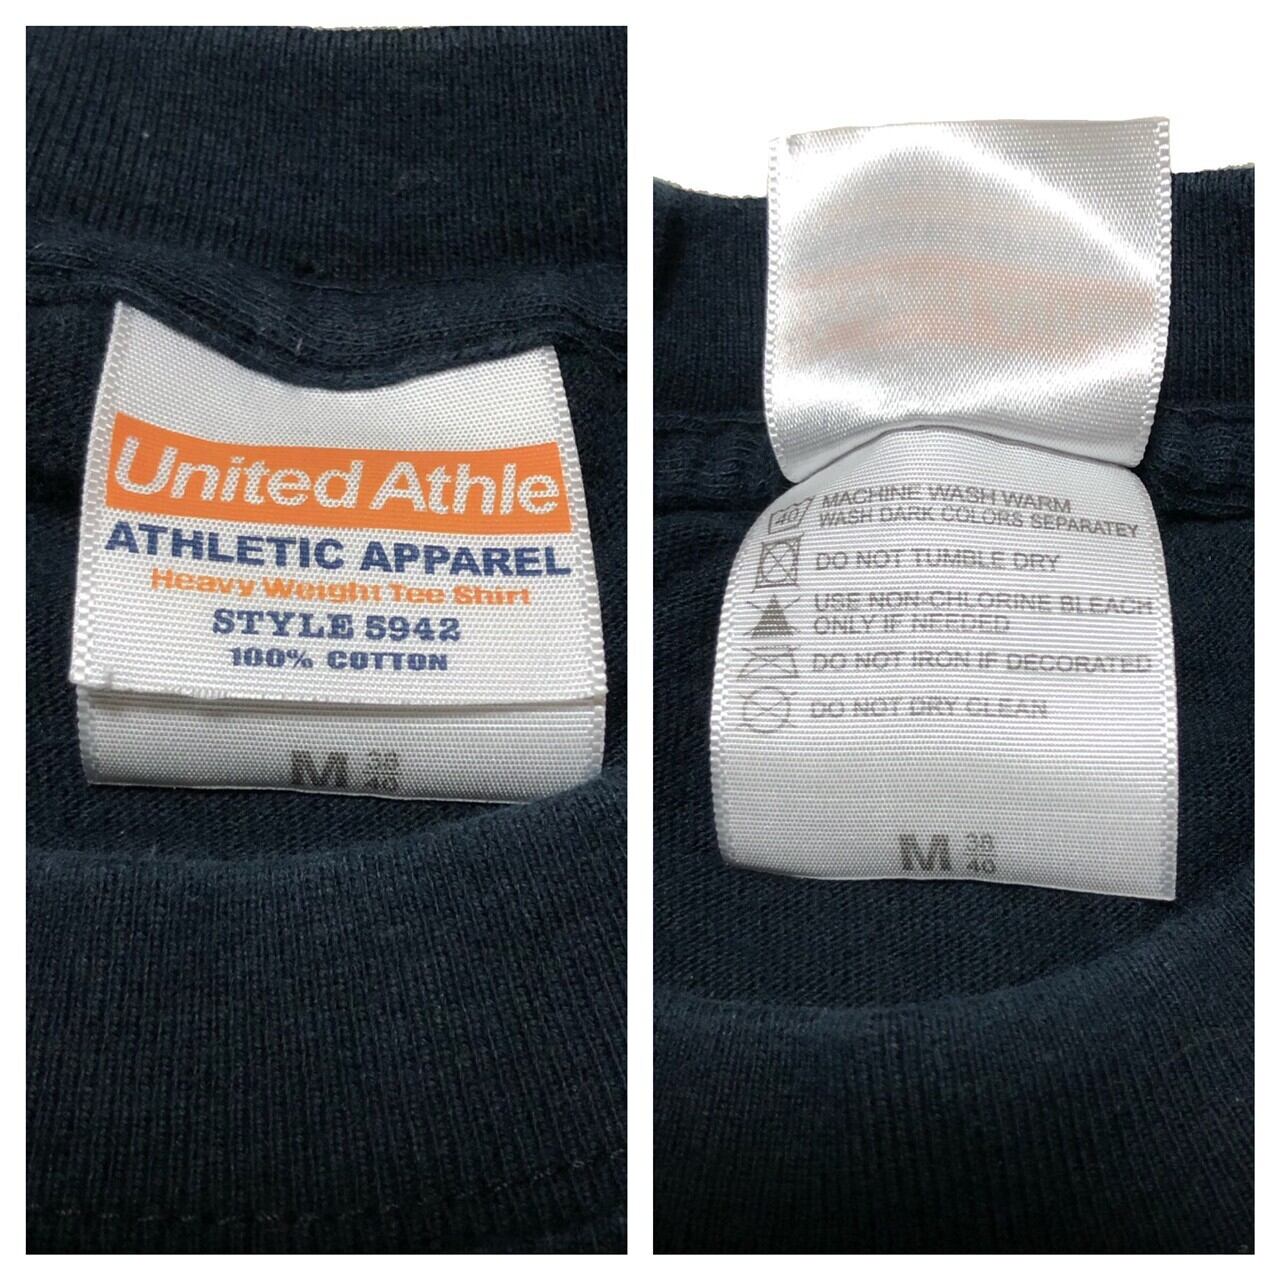 United Athle
ATHLETIC APPAREL
Heavy Weight Tee Shirt
STYLE 5942
100% COTTON
M 38
40
40
MACHINE WASH WARM
WASH DARK COLORS SEPARATEY
DO NOT TUMBLE DRY
USE NON-CHLORINE BLEACH
ONLY IF NEEDED
DO NOT IRON IF DECORATED
DO NOT DRY CLEAN
M 38
40